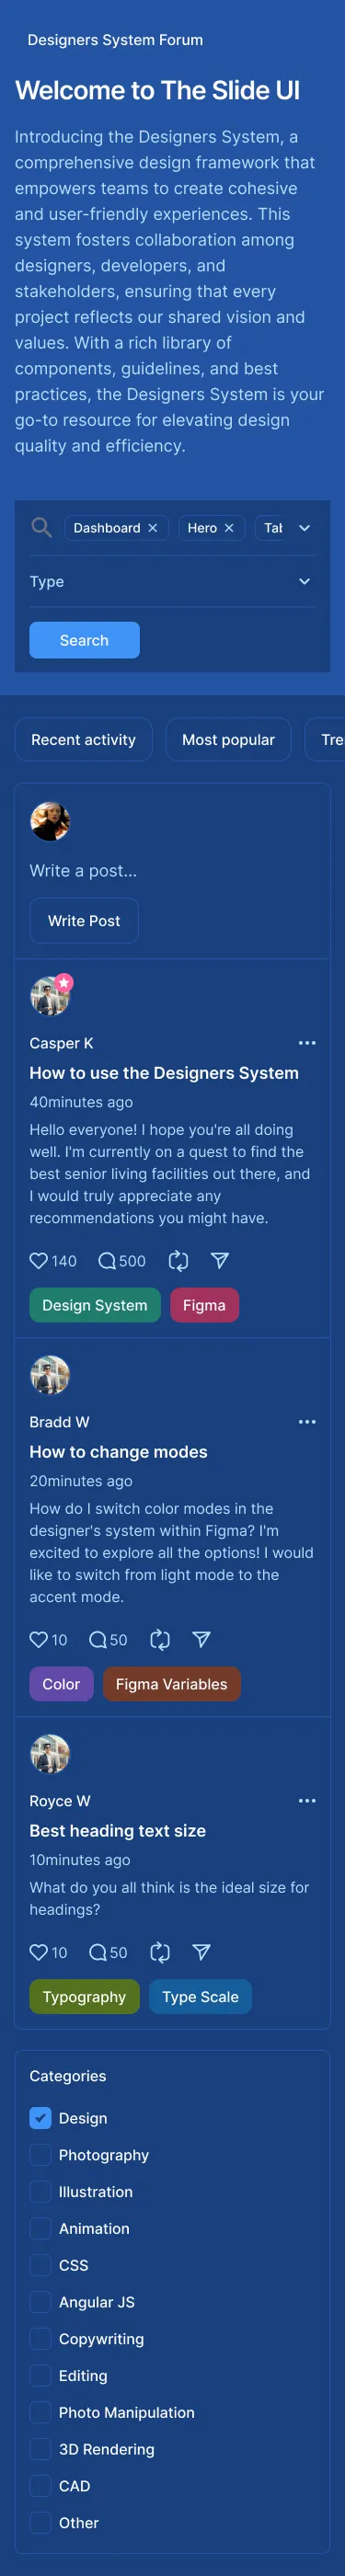 Designers System Forum
Welcome to The Slide UI
Introducing the Designers System, a
comprehensive design framework that
empowers teams to create cohesive
and user-friendly experiences. This
system fosters collaboration among
designers, developers, and
stakeholders, ensuring that every
project reflects our shared vision and
values. With a rich library of
components, guidelines, and best
practices, the Designers System is your
go-to resource for elevating design
quality and efficiency.
Dashboard Hero Tab
Type
Search
Recent activity Most popular Tre
Write a post...
Write Post
Casper K
How to use the Designers System
40minutes ago
Hello everyone! I hope you're all doing
well. I'm currently on a quest to find the
best senior living facilities out there, and
I would truly appreciate any
recommendations you might have.
140 500
Design System Figma
Bradd W
How to change modes
20minutes ago
How do I switch color modes in the
designer's system within Figma? I'm
excited to explore all the options! I would
like to switch from light mode to the
accent mode.
10 50
Color Figma Variables
Royce W
Best heading text size
10minutes ago
What do you all think is the ideal size for
headings?
10 50
Typography Type Scale
Categories
Design
Photography
Illustration
Animation
CSS
Angular JS
Copywriting
Editing
Photo Manipulation
3D Rendering
CAD
Other